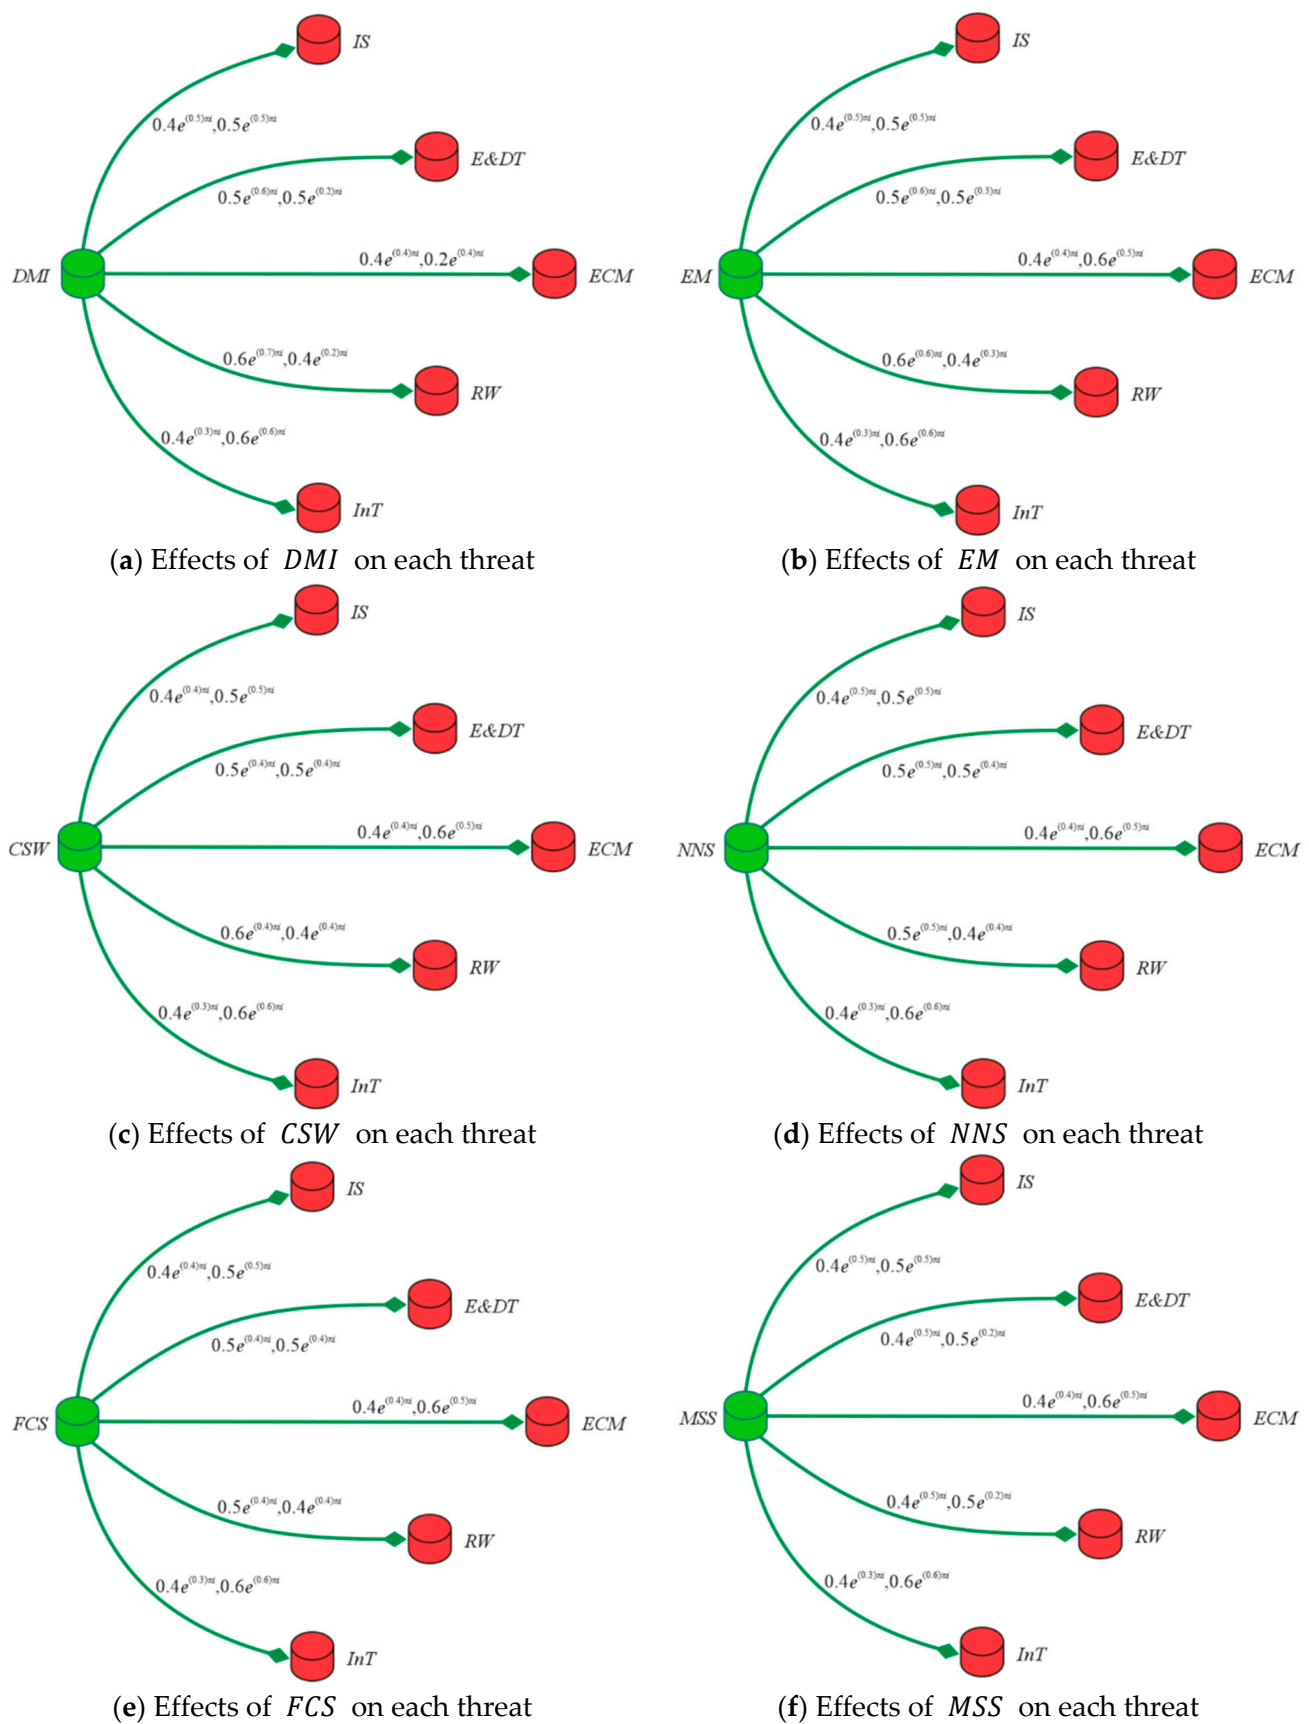 IS
0.4e^{(0.5)πi},0.5e^{(0.5)πi}
E&DT
0.5e^{(0.6)πi},0.5e^{(0.2)πi}
DMI
0.4e^{(0.4)πi},0.2e^{(0.4)πi}
ECM
0.6e^{(0.7)πi},0.4e^{(0.2)πi}
RW
0.4e^{(0.3)πi},0.6e^{(0.6)πi}
InT
(a) Effects of DMI on each threat
IS
0.4e^{(0.5)πi},0.5e^{(0.5)πi}
E&DT
0.5e^{(0.6)πi},0.5e^{(0.3)πi}
EM
0.4e^{(0.4)πi},0.6e^{(0.5)πi}
ECM
0.6e^{(0.6)πi},0.4e^{(0.3)πi}
RW
0.4e^{(0.3)πi},0.6e^{(0.6)πi}
InT
(b) Effects of EM on each threat
IS
0.4e^{(0.4)πi},0.5e^{(0.5)πi}
E&DT
0.5e^{(0.4)πi},0.5e^{(0.4)πi}
CSW
0.4e^{(0.4)πi},0.6e^{(0.5)πi}
ECM
0.6e^{(0.4)πi},0.4e^{(0.4)πi}
RW
0.4e^{(0.3)πi},0.6e^{(0.6)πi}
InT
(c) Effects of CSW on each threat
IS
0.4e^{(0.5)πi},0.5e^{(0.5)πi}
E&DT
0.5e^{(0.5)πi},0.5e^{(0.4)πi}
NNS
0.4e^{(0.4)πi},0.6e^{(0.5)πi}
ECM
0.5e^{(0.5)πi},0.4e^{(0.4)πi}
RW
0.4e^{(0.3)πi},0.6e^{(0.6)πi}
InT
(d) Effects of NNS on each threat
IS
0.4e^{(0.4)πi},0.5e^{(0.5)πi}
E&DT
0.5e^{(0.4)πi},0.5e^{(0.4)πi}
FCS
0.4e^{(0.4)πi},0.6e^{(0.5)πi}
ECM
0.5e^{(0.4)πi},0.4e^{(0.4)πi}
RW
0.4e^{(0.3)πi},0.6e^{(0.6)πi}
InT
(e) Effects of FCS on each threat
IS
0.4e^{(0.5)πi},0.5e^{(0.5)πi}
E&DT
0.4e^{(0.5)πi},0.5e^{(0.2)πi}
MSS
0.4e^{(0.4)πi},0.6e^{(0.5)πi}
ECM
0.4e^{(0.5)πi},0.5e^{(0.2)πi}
RW
0.4e^{(0.3)πi},0.6e^{(0.6)πi}
InT
(f) Effects of MSS on each threat